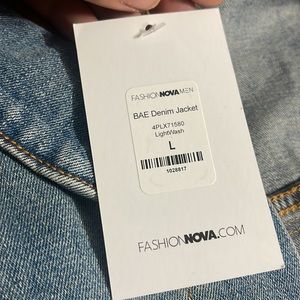 FASHIONNOVAMEN
BAE Denim Jacket
4PLX71580
LightWash
L
1028817
FASHIONNOVA.COM